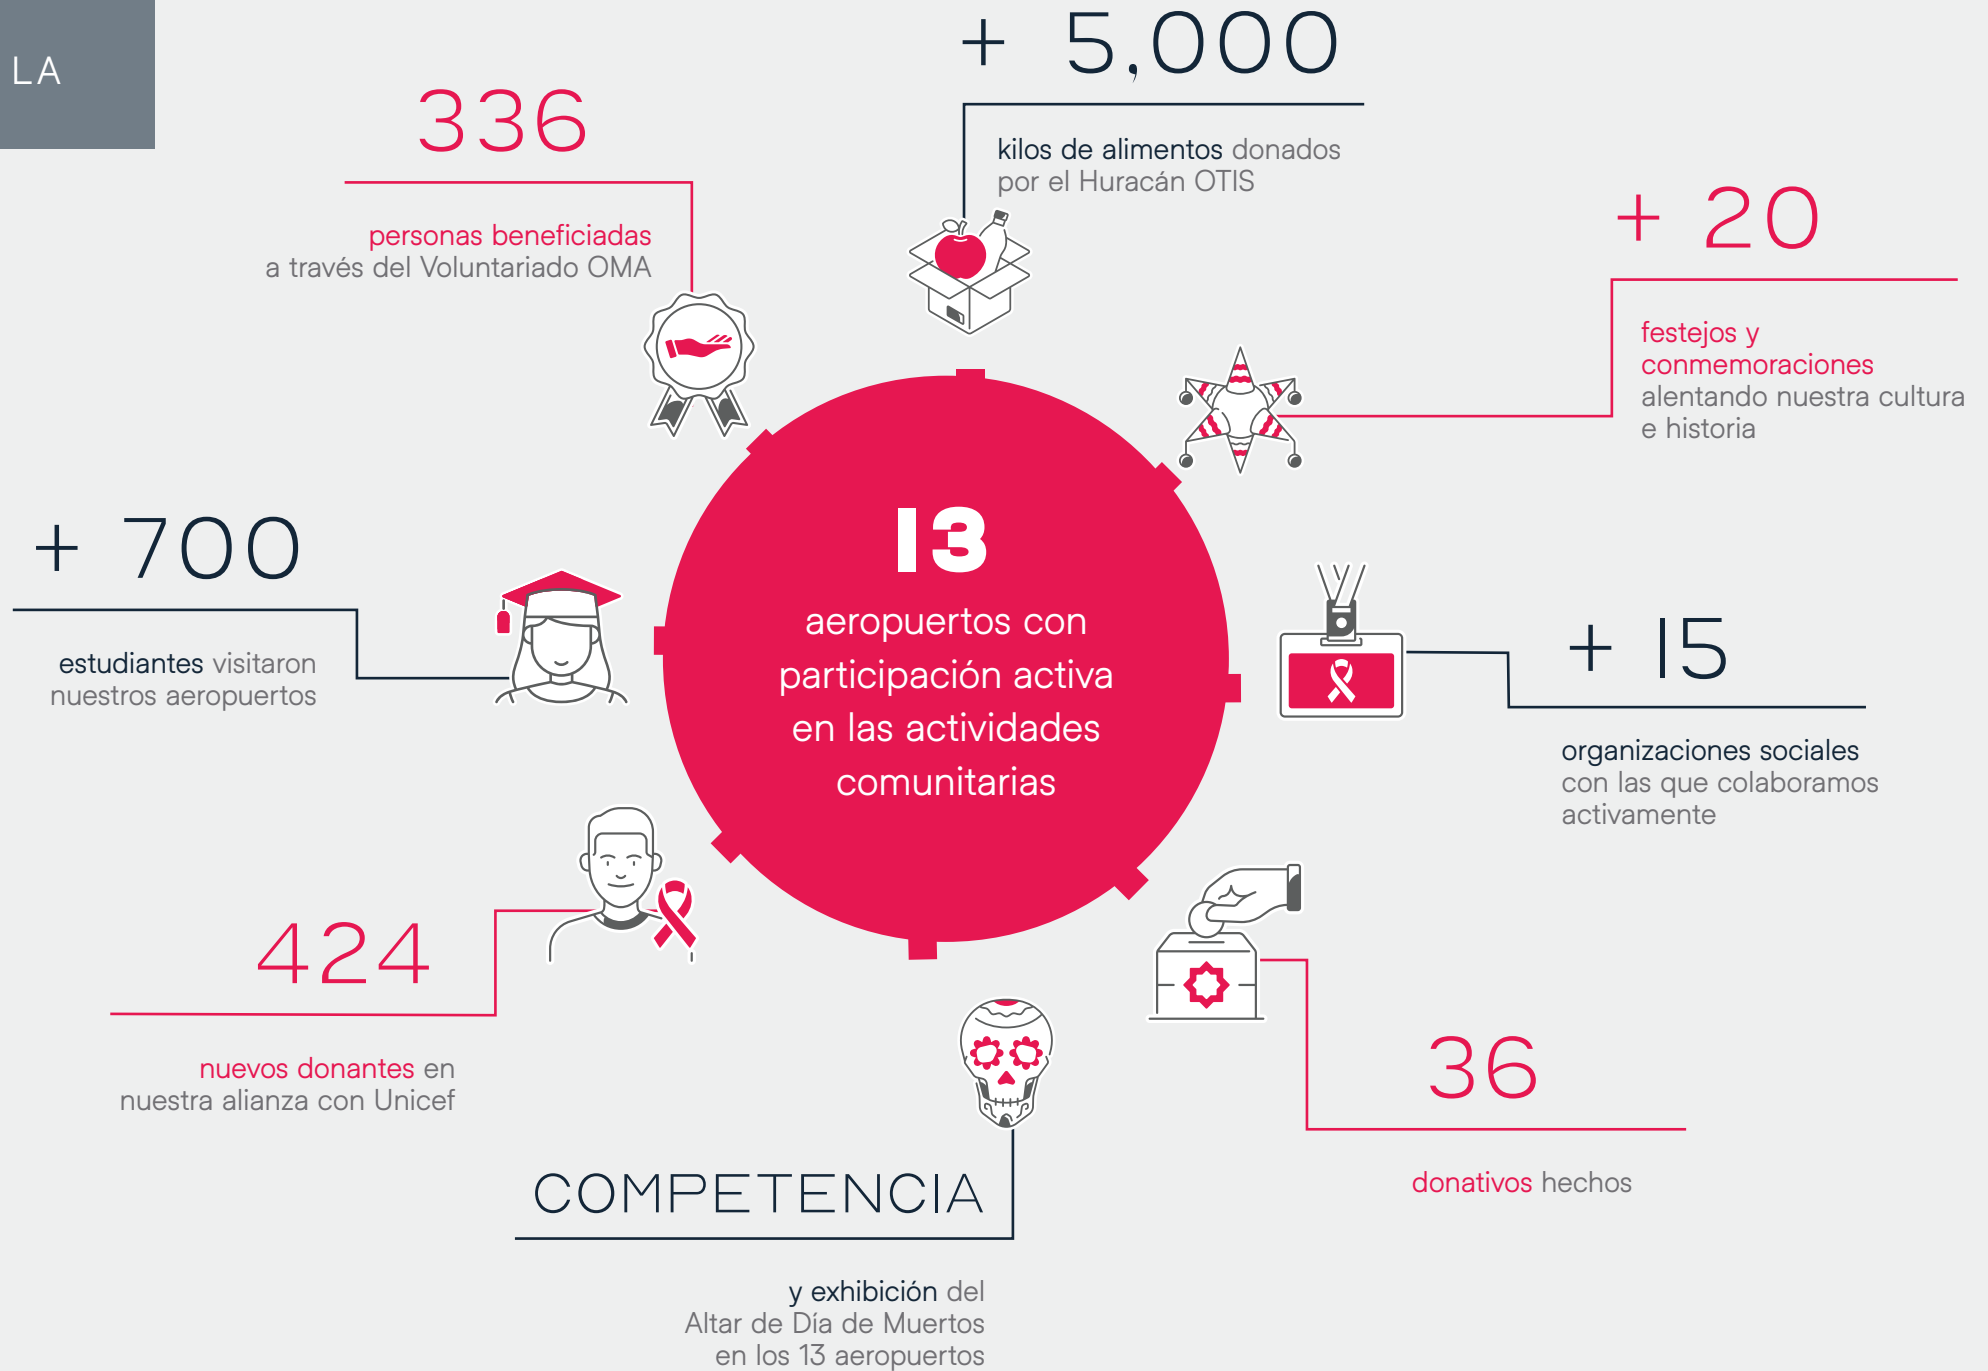 LA
336
personas beneficiadas
a través del Voluntariado OMA
+ 5,000
kilos de alimentos donados
por el Huracán OTIS
+ 20
festejos y
conmemoraciones
alentando nuestra cultura
e historia
+ 700
estudiantes visitaron
nuestros aeropuertos
13
aeropuertos con
participación activa
en las actividades
comunitarias
+ 15
organizaciones sociales
con las que colaboramos
activamente
424
nuevos donantes en
nuestra alianza con Unicef
36
donativos hechos
COMPETENCIA
y exhibición del
Altar de Día de Muertos
en los 13 aeropuertos